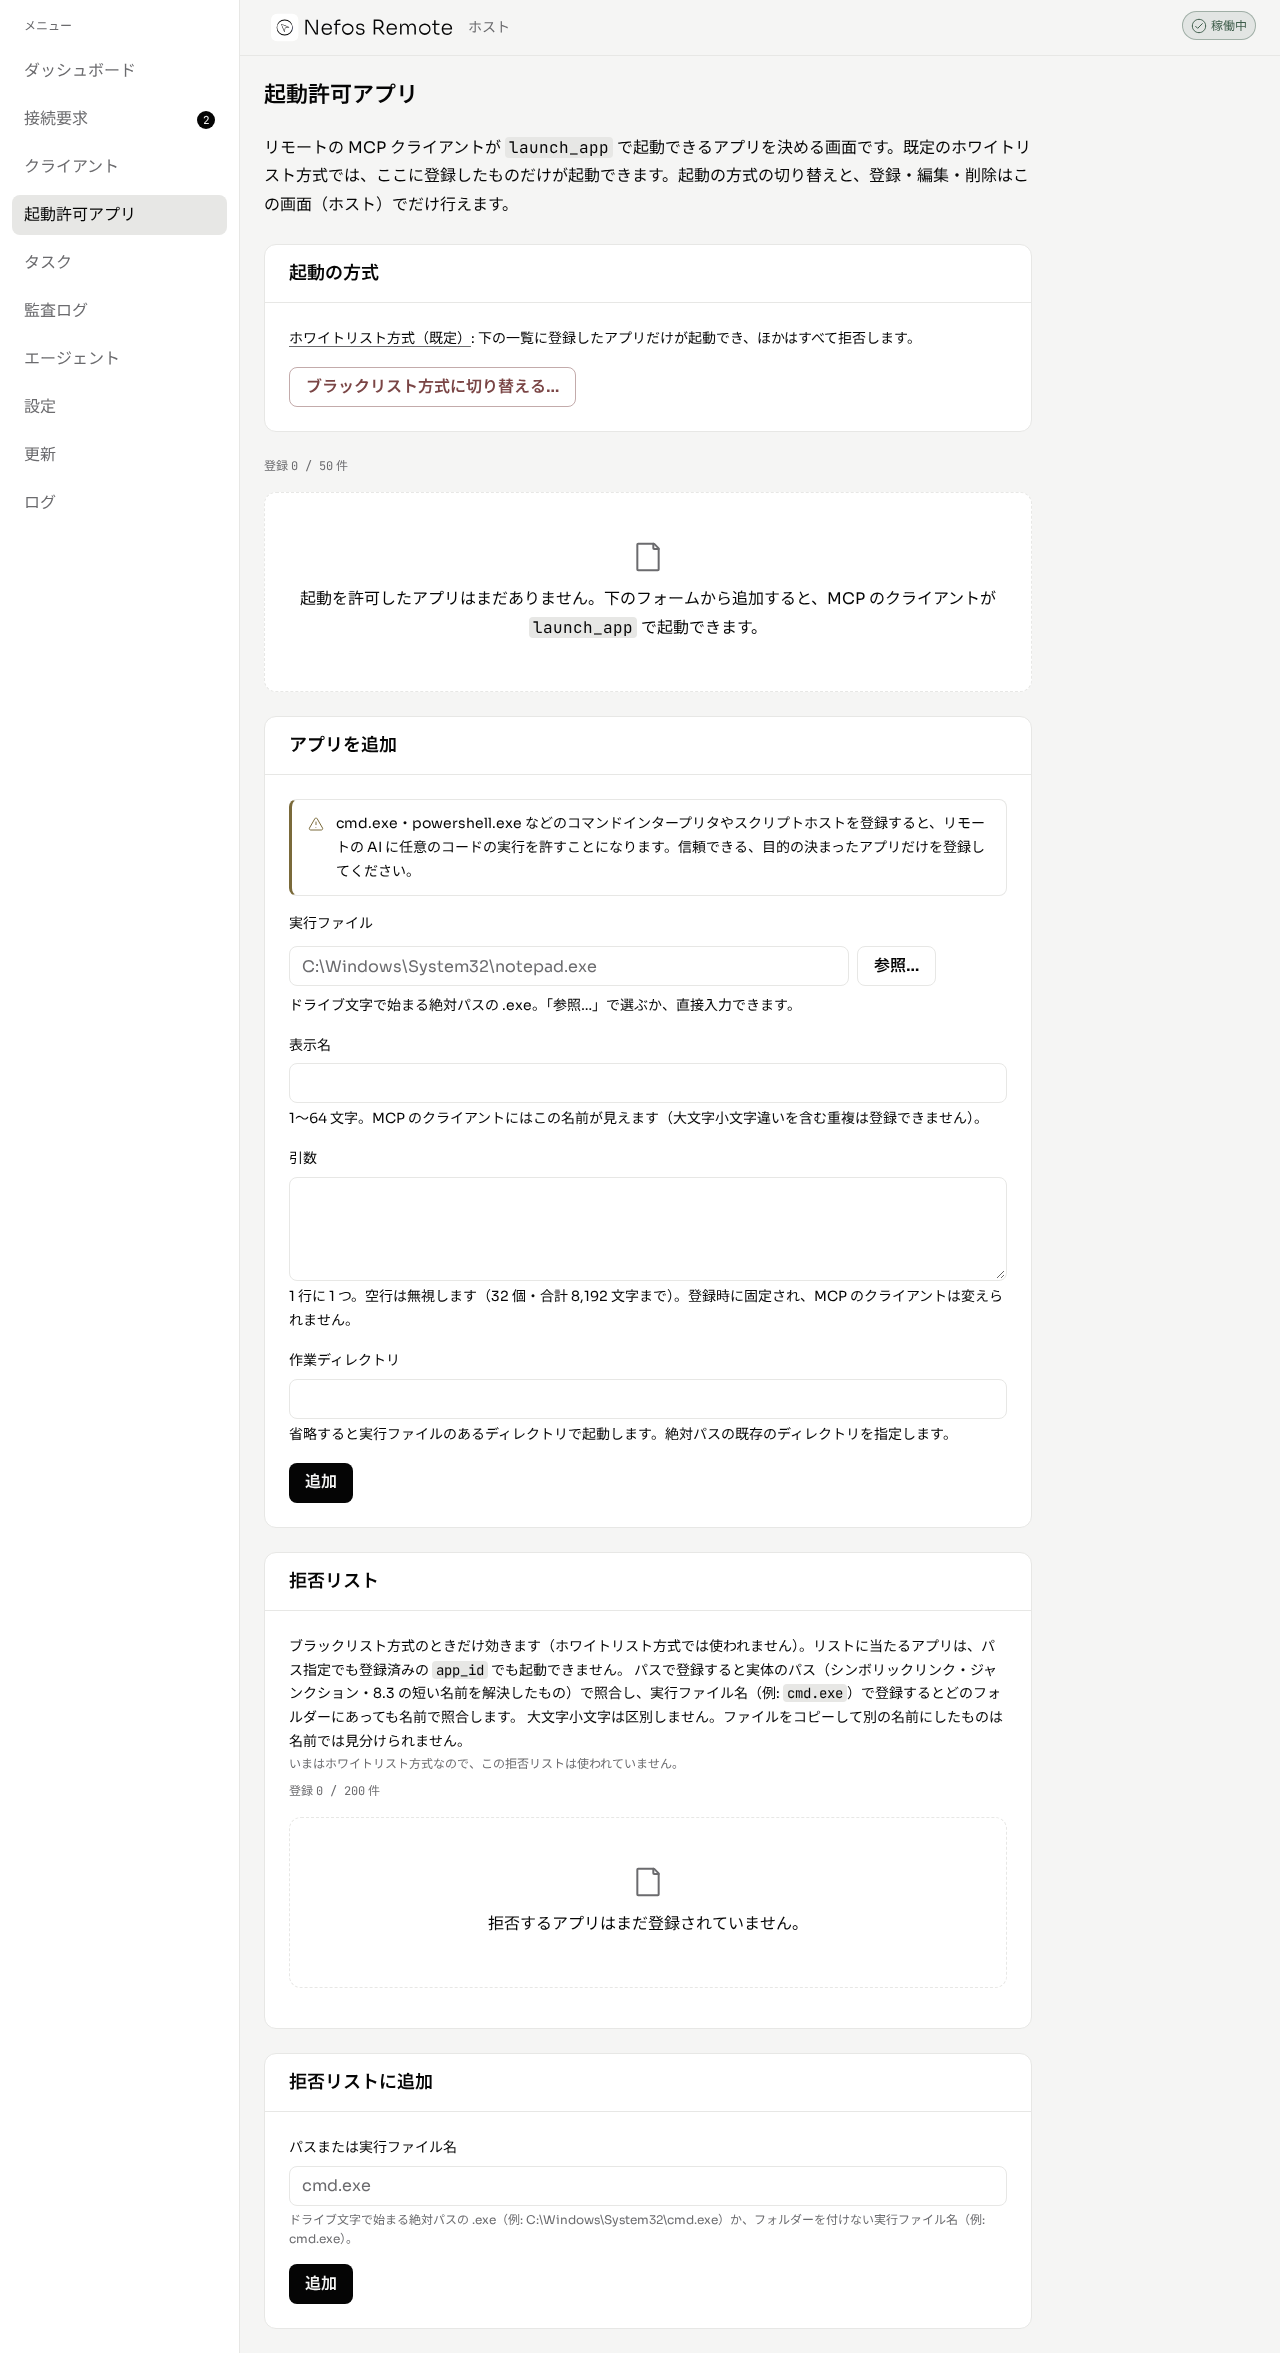 メニュー
ダッシュボード
接続要求
2
クライアント
起動許可アプリ
タスク
監査ログ
エージェント
設定
更新
ログ
Nefos Remote ホスト
稼働中
起動許可アプリ
リモートの MCP クライアントが launch_app で起動できるアプリを決める画面です。既定のホワイトリ
スト方式では、ここに登録したものだけが起動できます。起動の方式の切り替えと、登録・編集・削除はこ
の画面（ホスト）でだけ行えます。
起動の方式
ホワイトリスト方式（既定）: 下の一覧に登録したアプリだけが起動でき、ほかはすべて拒否します。
ブラックリスト方式に切り替える…
登録 0 / 50 件
起動を許可したアプリはまだありません。下のフォームから追加すると、MCP のクライアントが
launch_app で起動できます。
アプリを追加
cmd.exe・powershell.exe などのコマンドインタープリタやスクリプトホストを登録すると、リモー
トの AI に任意のコードの実行を許すことになります。信頼できる、目的の決まったアプリだけを登録し
てください。
実行ファイル
C:\Windows\System32\notepad.exe
参照…
ドライブ文字で始まる絶対パスの .exe。「参照…」で選ぶか、直接入力できます。
表示名
1〜64 文字。MCP のクライアントにはこの名前が見えます（大文字小文字違いを含む重複は登録できません）。
引数
1 行に 1 つ。空行は無視します（32 個・合計 8,192 文字まで）。登録時に固定され、MCP のクライアントは変えら
れません。
作業ディレクトリ
省略すると実行ファイルのあるディレクトリで起動します。絶対パスの既存のディレクトリを指定します。
追加
拒否リスト
ブラックリスト方式のときだけ効きます（ホワイトリスト方式では使われません）。リストに当たるアプリは、パ
ス指定でも登録済みの app_id でも起動できません。 パスで登録すると実体のパス（シンボリックリンク・ジャ
ンクション・8.3 の短い名前を解決したもの）で照合し、実行ファイル名（例: cmd.exe）で登録するとどのフォ
ルダーにあっても名前で照合します。 大文字小文字は区別しません。ファイルをコピーして別の名前にしたものは
名前では見分けられません。
いまはホワイトリスト方式なので、この拒否リストは使われていません。
登録 0 / 200 件
拒否するアプリはまだ登録されていません。
拒否リストに追加
パスまたは実行ファイル名
cmd.exe
ドライブ文字で始まる絶対パスの .exe（例: C:\Windows\System32\cmd.exe）か、フォルダーを付けない実行ファイル名（例:
cmd.exe）。
追加